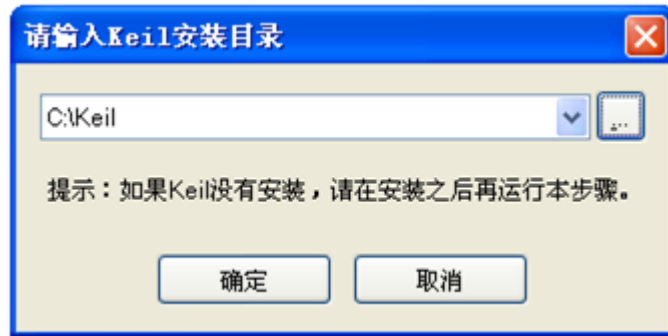 请输入Keil安装目录
C:\Keil
...
提示：如果Keil没有安装，请在安装之后再运行本步骤。
确定
取消